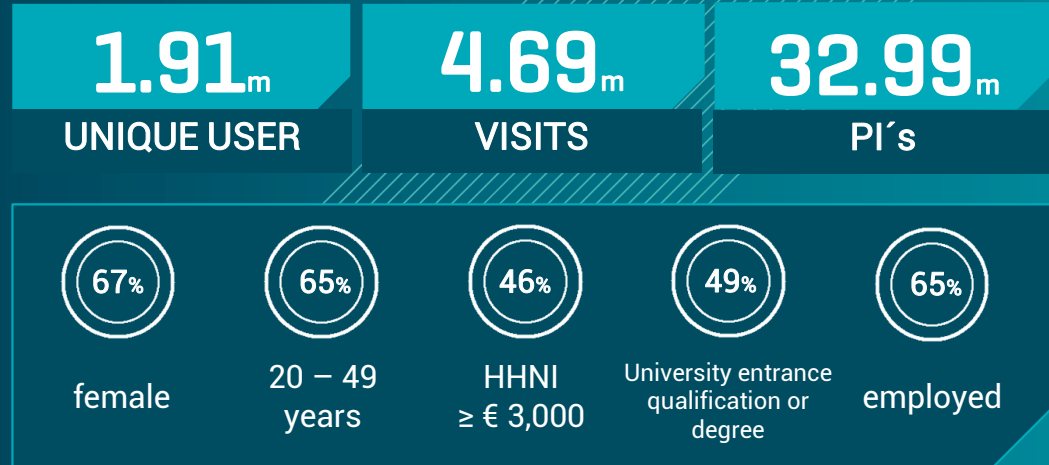 1.91m
4.69m
32.99m
UNIQUE USER
VISITS
PI´s
67%
65%
46%
49%
65%
female
20 – 49
years
HHNI
≥ € 3,000
University entrance
qualification or
degree
employed